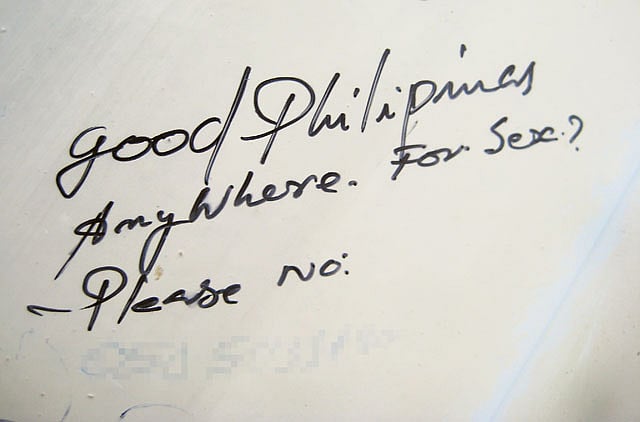 good Philipinas
AnyWhere. For Sex.?
- Please No: